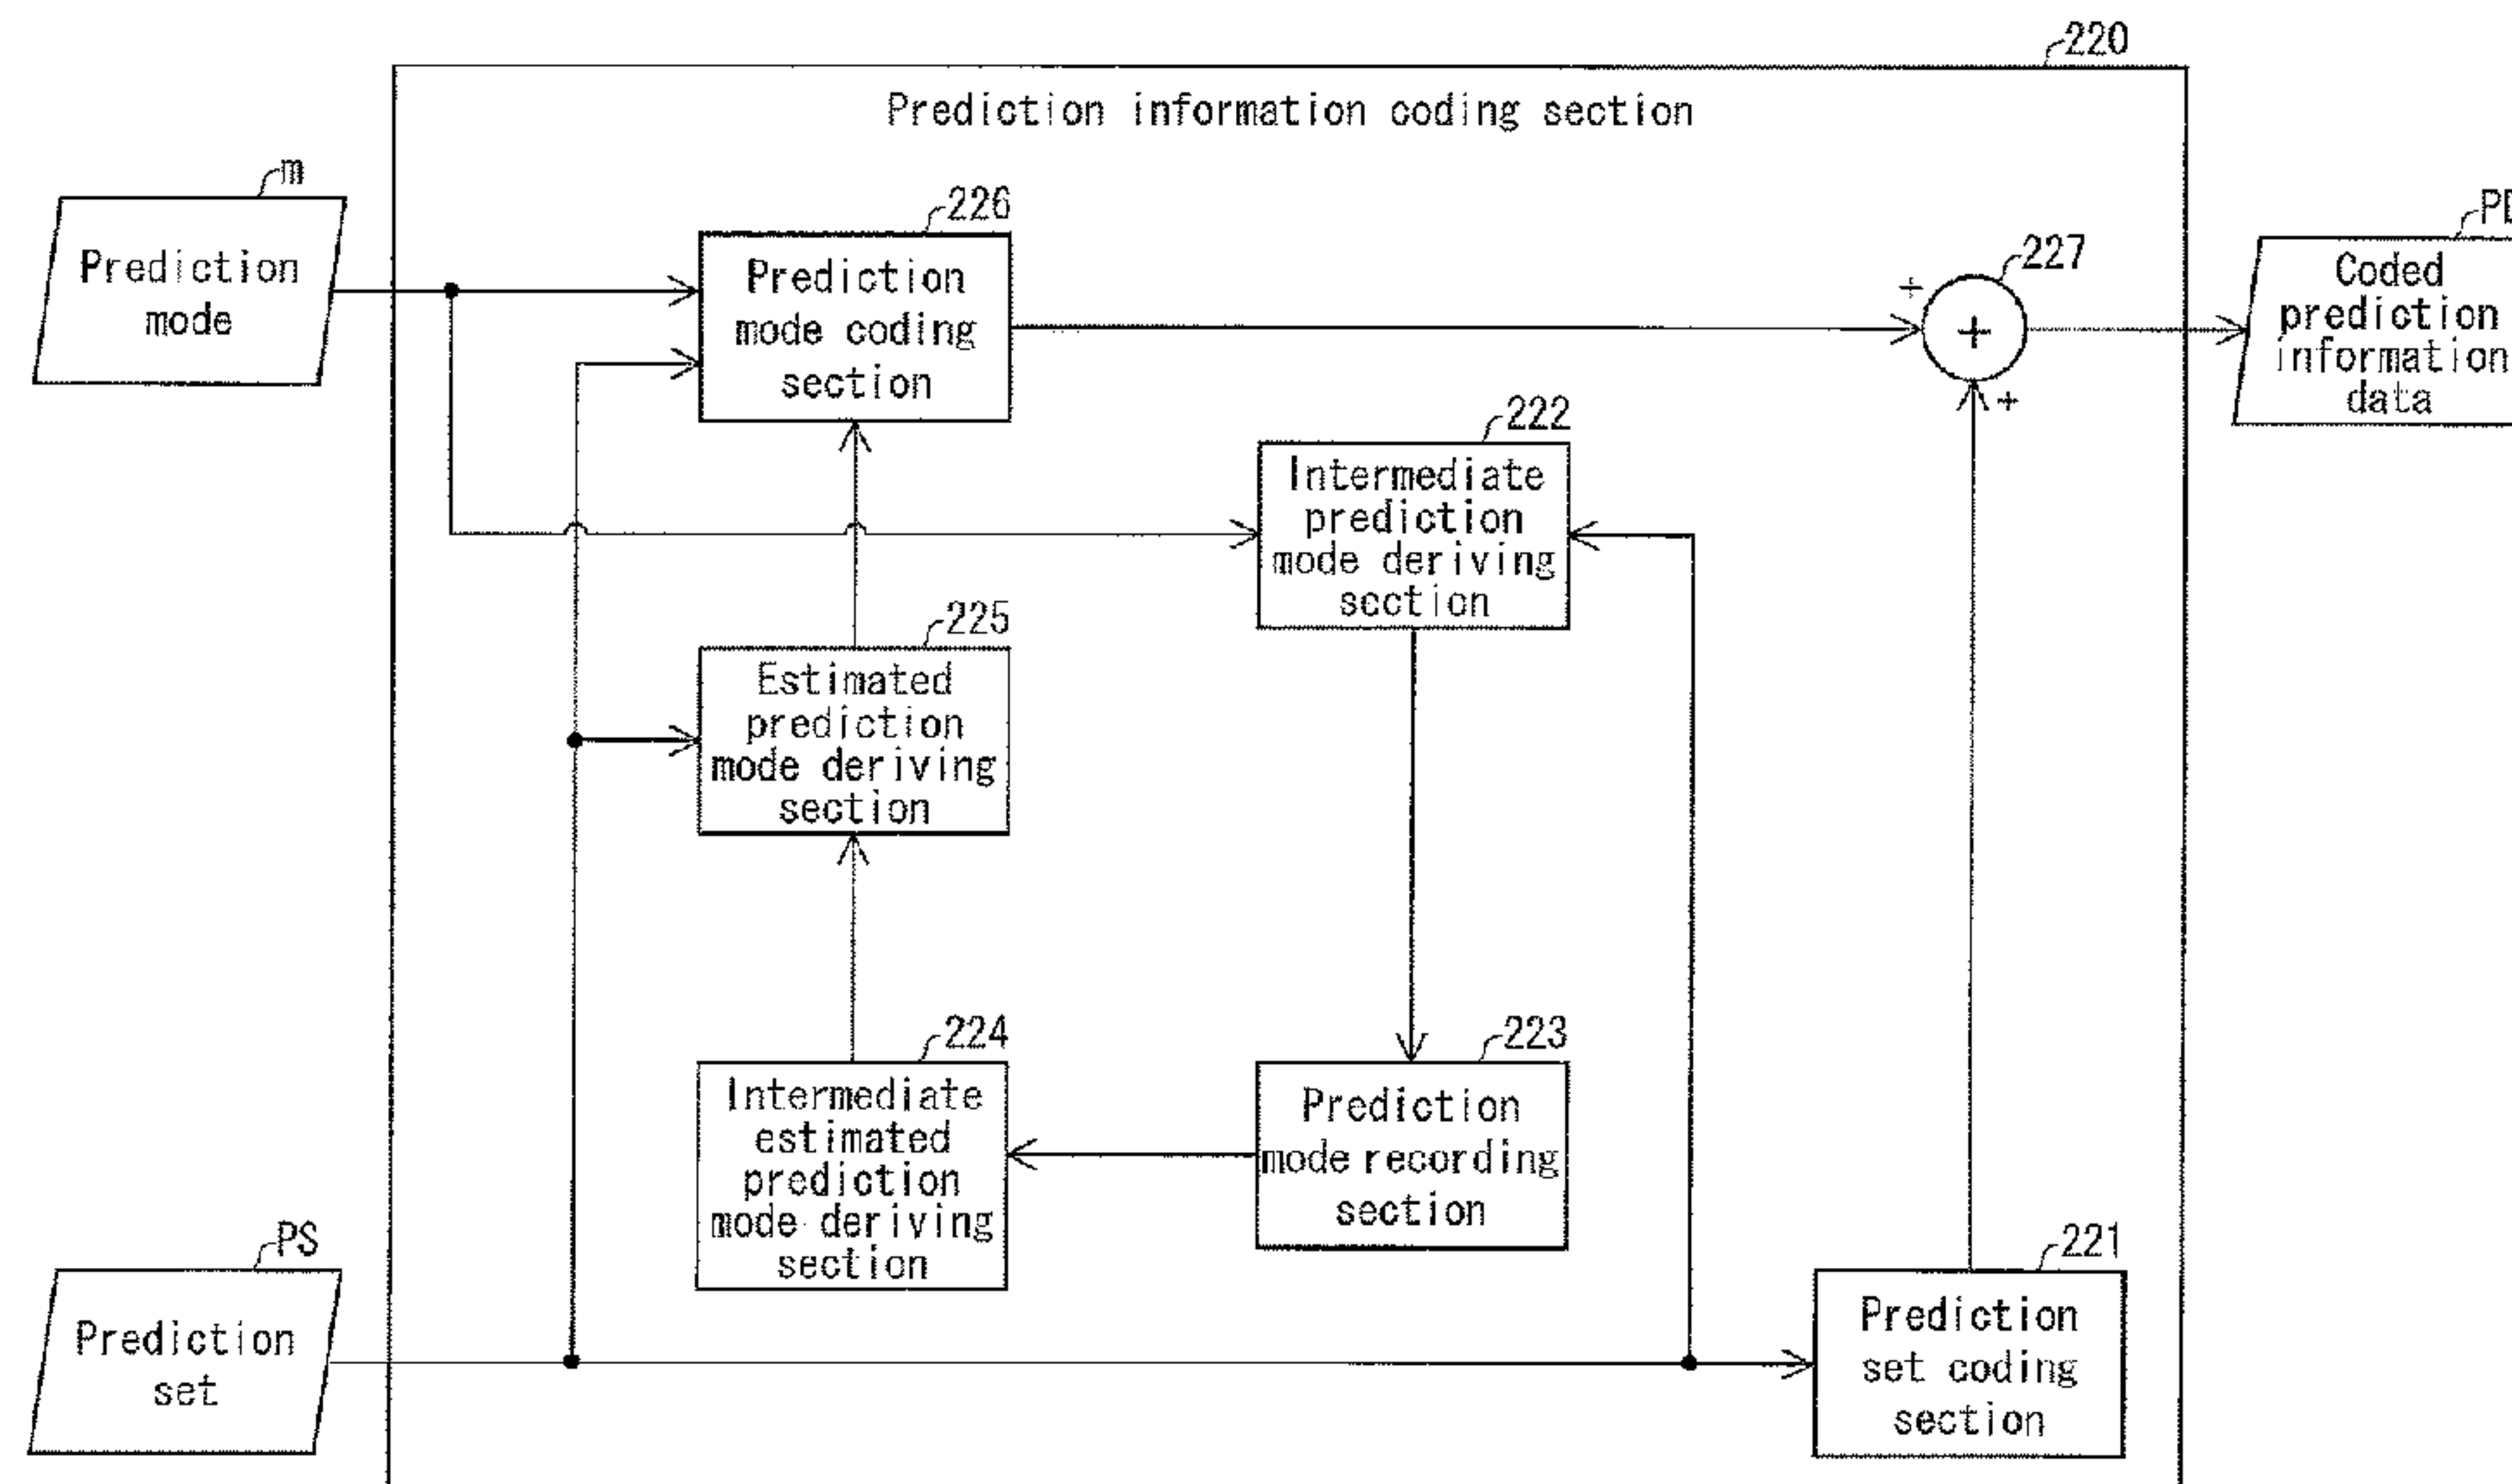 220
Prediction information coding section
m
Prediction
mode
226
Prediction
mode coding
section
227
+
+
+
Coded
prediction
information
data
222
Intermediate
prediction
mode deriving
section
225
Estimated
prediction
mode deriving
section
224
Intermediate
estimated
prediction
mode deriving
section
223
Prediction
mode recording
section
PS
Prediction
set
221
Prediction
set coding
section